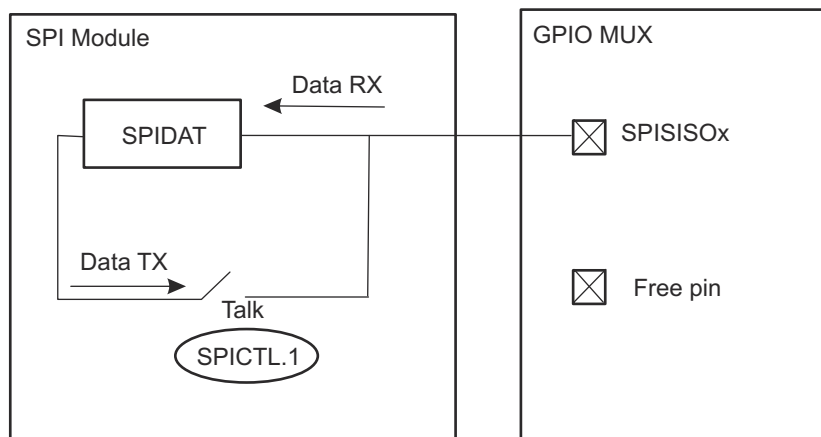 SPI Module
GPIO MUX
Data RX
SPIDAT
SPISISOx
Data TX
Free pin
Talk
SPICTL.1